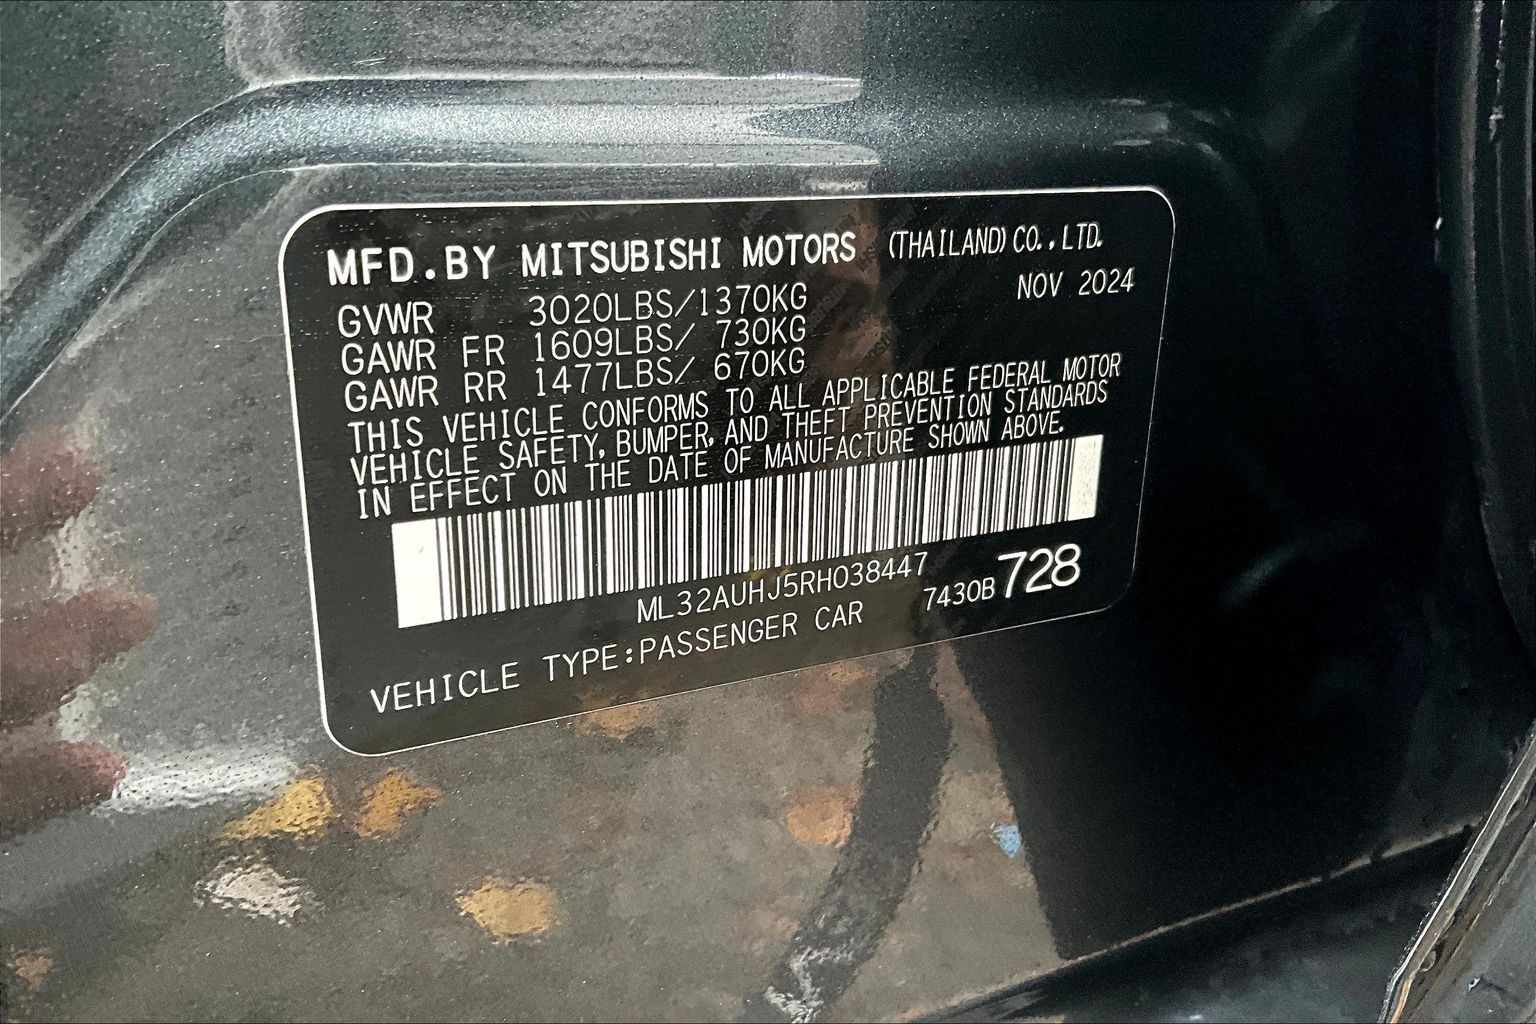 MFD.BY MITSUBISHI MOTORS (THAILAND) CO.,LTD.
NOV 2024
GVWR 3020LBS/1370KG
GAWR FR 1609LBS/ 730KG
GAWR RR 1477LBS/ 670KG
THIS VEHICLE CONFORMS TO ALL APPLICABLE FEDERAL MOTOR
VEHICLE SAFETY, BUMPER, AND THEFT PREVENTION STANDARDS
IN EFFECT ON THE DATE OF MANUFACTURE SHOWN ABOVE.
ML32AUHJ5RH038447
7430B 728
VEHICLE TYPE:PASSENGER CAR